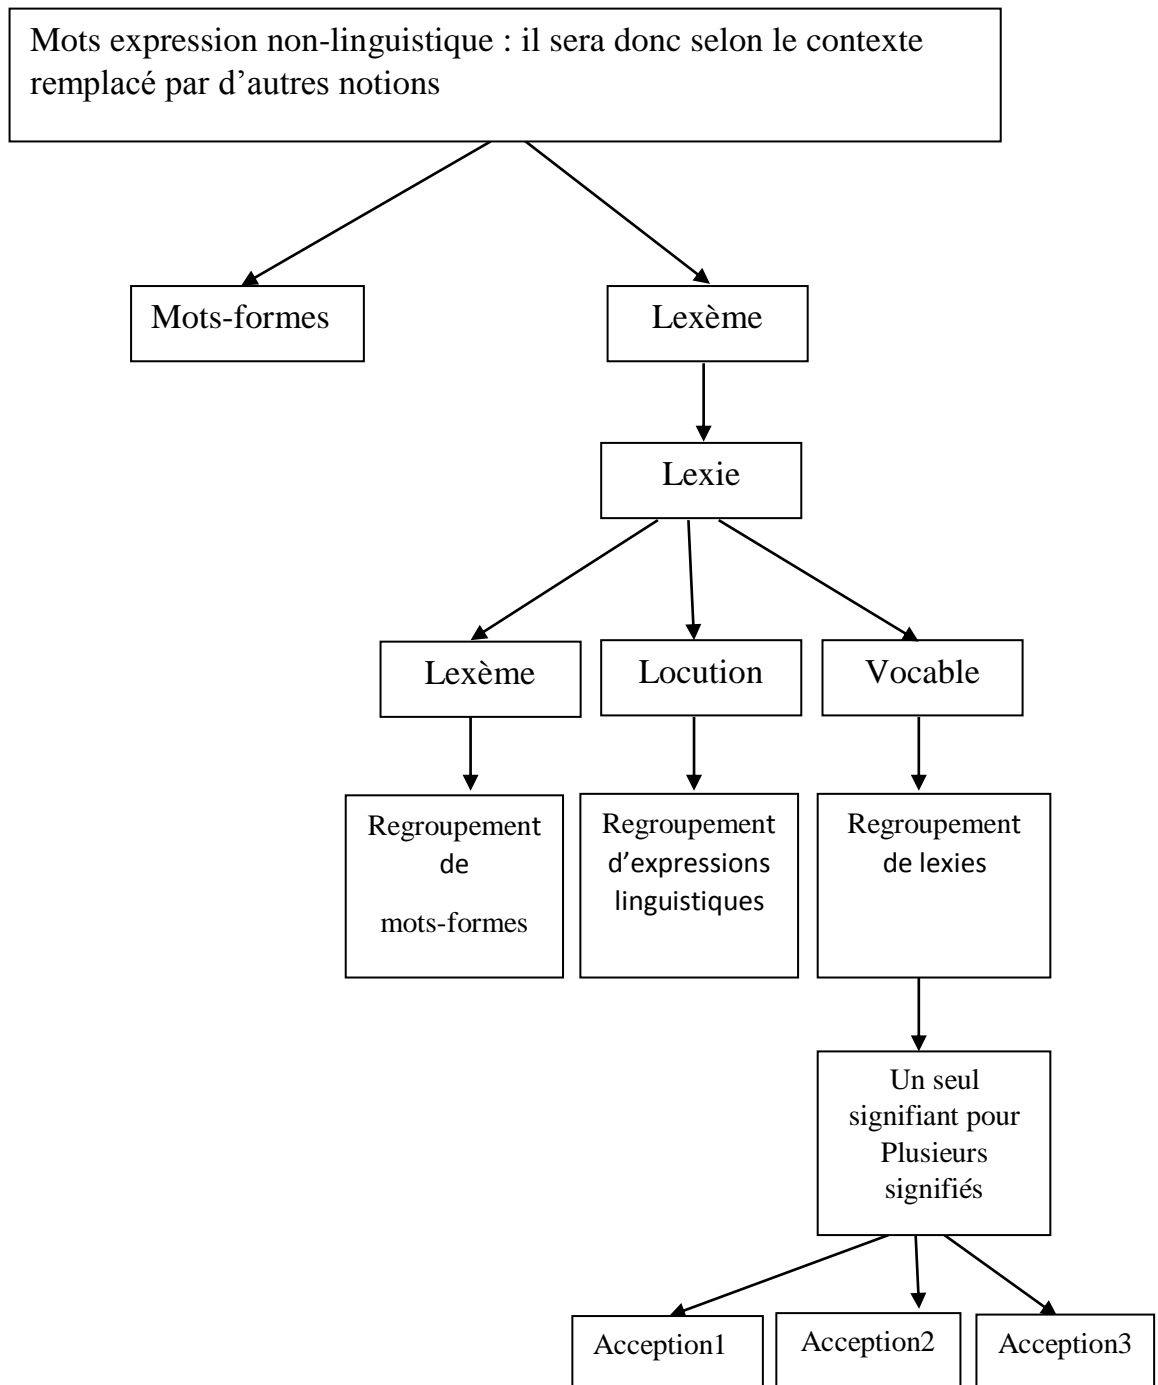 Mots expression non-linguistique : il sera donc selon le contexte
remplacé par d’autres notions
Mots-formes
Lexème
Lexie
Lexème
Locution
Vocable
Regroupement
de
mots-formes
Regroupement
d’expressions
linguistiques
Regroupement
de lexies
Un seul
signifiant pour
Plusieurs
signifiés
Acception1
Acception2
Acception3